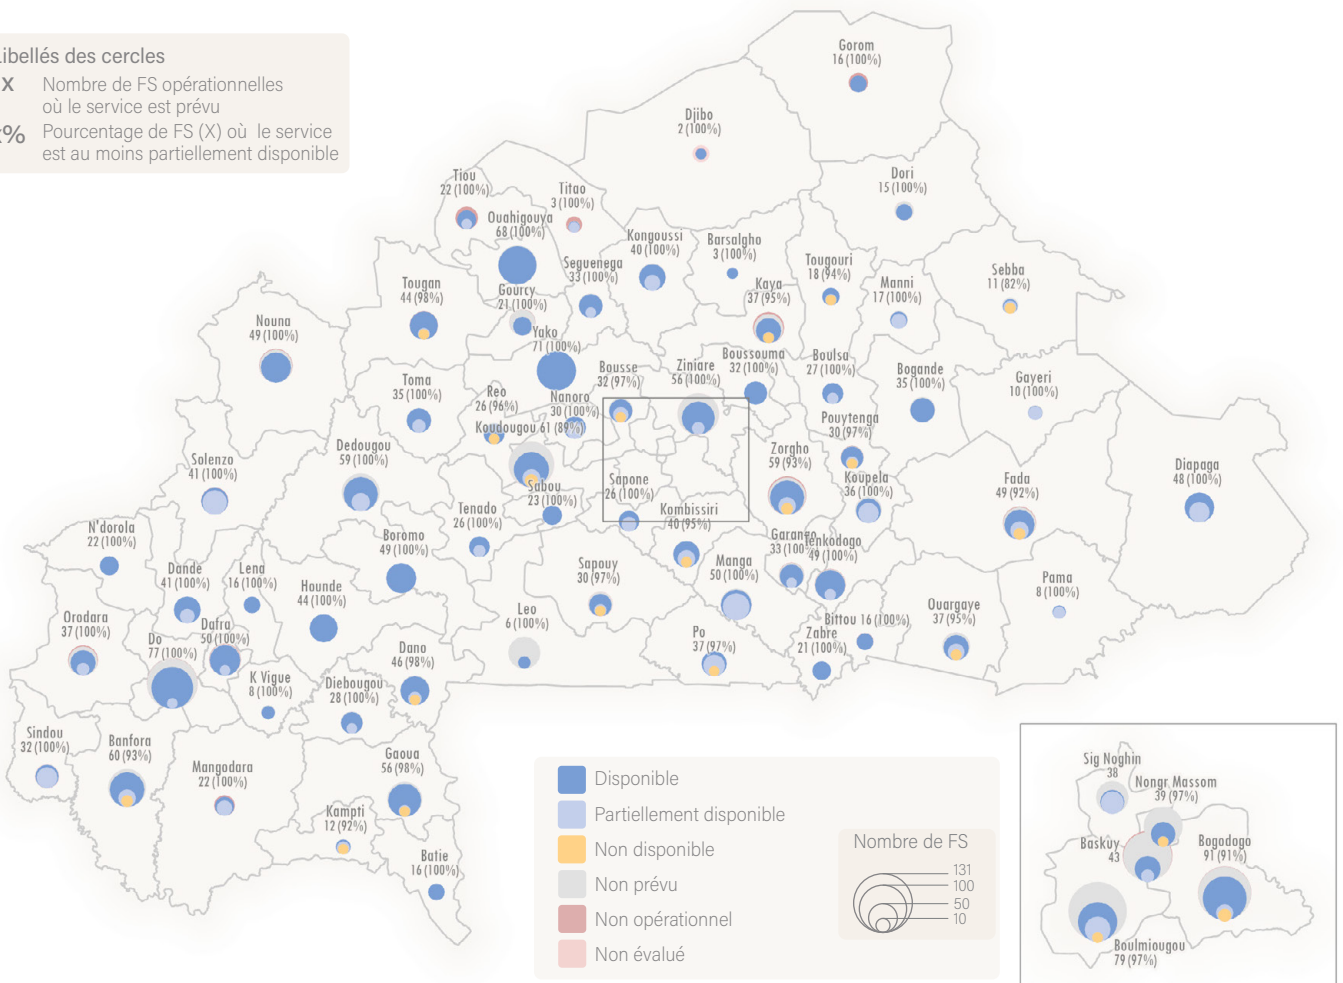 Libellés des cercles
X Nombre de FS opérationnelles
où le service est prévu
% Pourcentage de FS (X) où le service
est au moins partiellement disponible
Gorom
16 (100%)
Djibo
2 (100%)
Dori
15 (100%)
Tiou
22 (100%)
Titao
3 (100%)
Ouahigouya
68 (100%)
Kongoussi
40 (100%)
Barsalgho
3 (100%)
Tougouri
18 (94%)
Sebba
11 (82%)
Seguenega
33 (100%)
Kaya
37 (95%)
Manni
17 (100%)
Tougan
44 (98%)
Gourcy
21 (100%)
Nouna
49 (100%)
Yako
71 (100%)
Bousse
32 (97%)
Ziniare
56 (100%)
Boussouma
32 (100%)
Boulsa
27 (100%)
Bogande
35 (100%)
Gayeri
10 (100%)
Toma
35 (100%)
Reo
26 (96%)
Nanoro
30 (100%)
Koudougou 61 (89%)
Pouytenga
30 (97%)
Dedougou
59 (100%)
Zorgho
59 (93%)
Solenzo
41 (100%)
Sabou
23 (100%)
Sapone
26 (100%)
Koupela
36 (100%)
Fada
49 (92%)
Diapaga
48 (100%)
Tenado
26 (100%)
Kombissiri
40 (95%)
N'dorola
22 (100%)
Boromo
49 (100%)
Garango
33 (100%)
Tenkodogo
49 (100%)
Dande
41 (100%)
Lena
16 (100%)
Hounde
44 (100%)
Sapouy
30 (97%)
Manga
50 (100%)
Pama
8 (100%)
Orodara
37 (100%)
Do
77 (100%)
Dafra
50 (100%)
Leo
6 (100%)
Bittou 16 (100%)
Ouargaye
37 (95%)
Po
37 (97%)
Zabre
21 (100%)
Dano
46 (98%)
K Vigue
8 (100%)
Diebougou
28 (100%)
Sindou
32 (100%)
Banfora
60 (93%)
Mangodara
22 (100%)
Gaoua
56 (98%)
Kampti
12 (92%)
Batie
16 (100%)
Disponible
Partiellement disponible
Non disponible
Non prévu
Non opérationnel
Non évalué
Nombre de FS
131
100
50
10
Sig Noghin
38
Nongr Massom
39 (97%)
Baskuy
43
Bogodogo
91 (91%)
Boulmiougou
79 (97%)